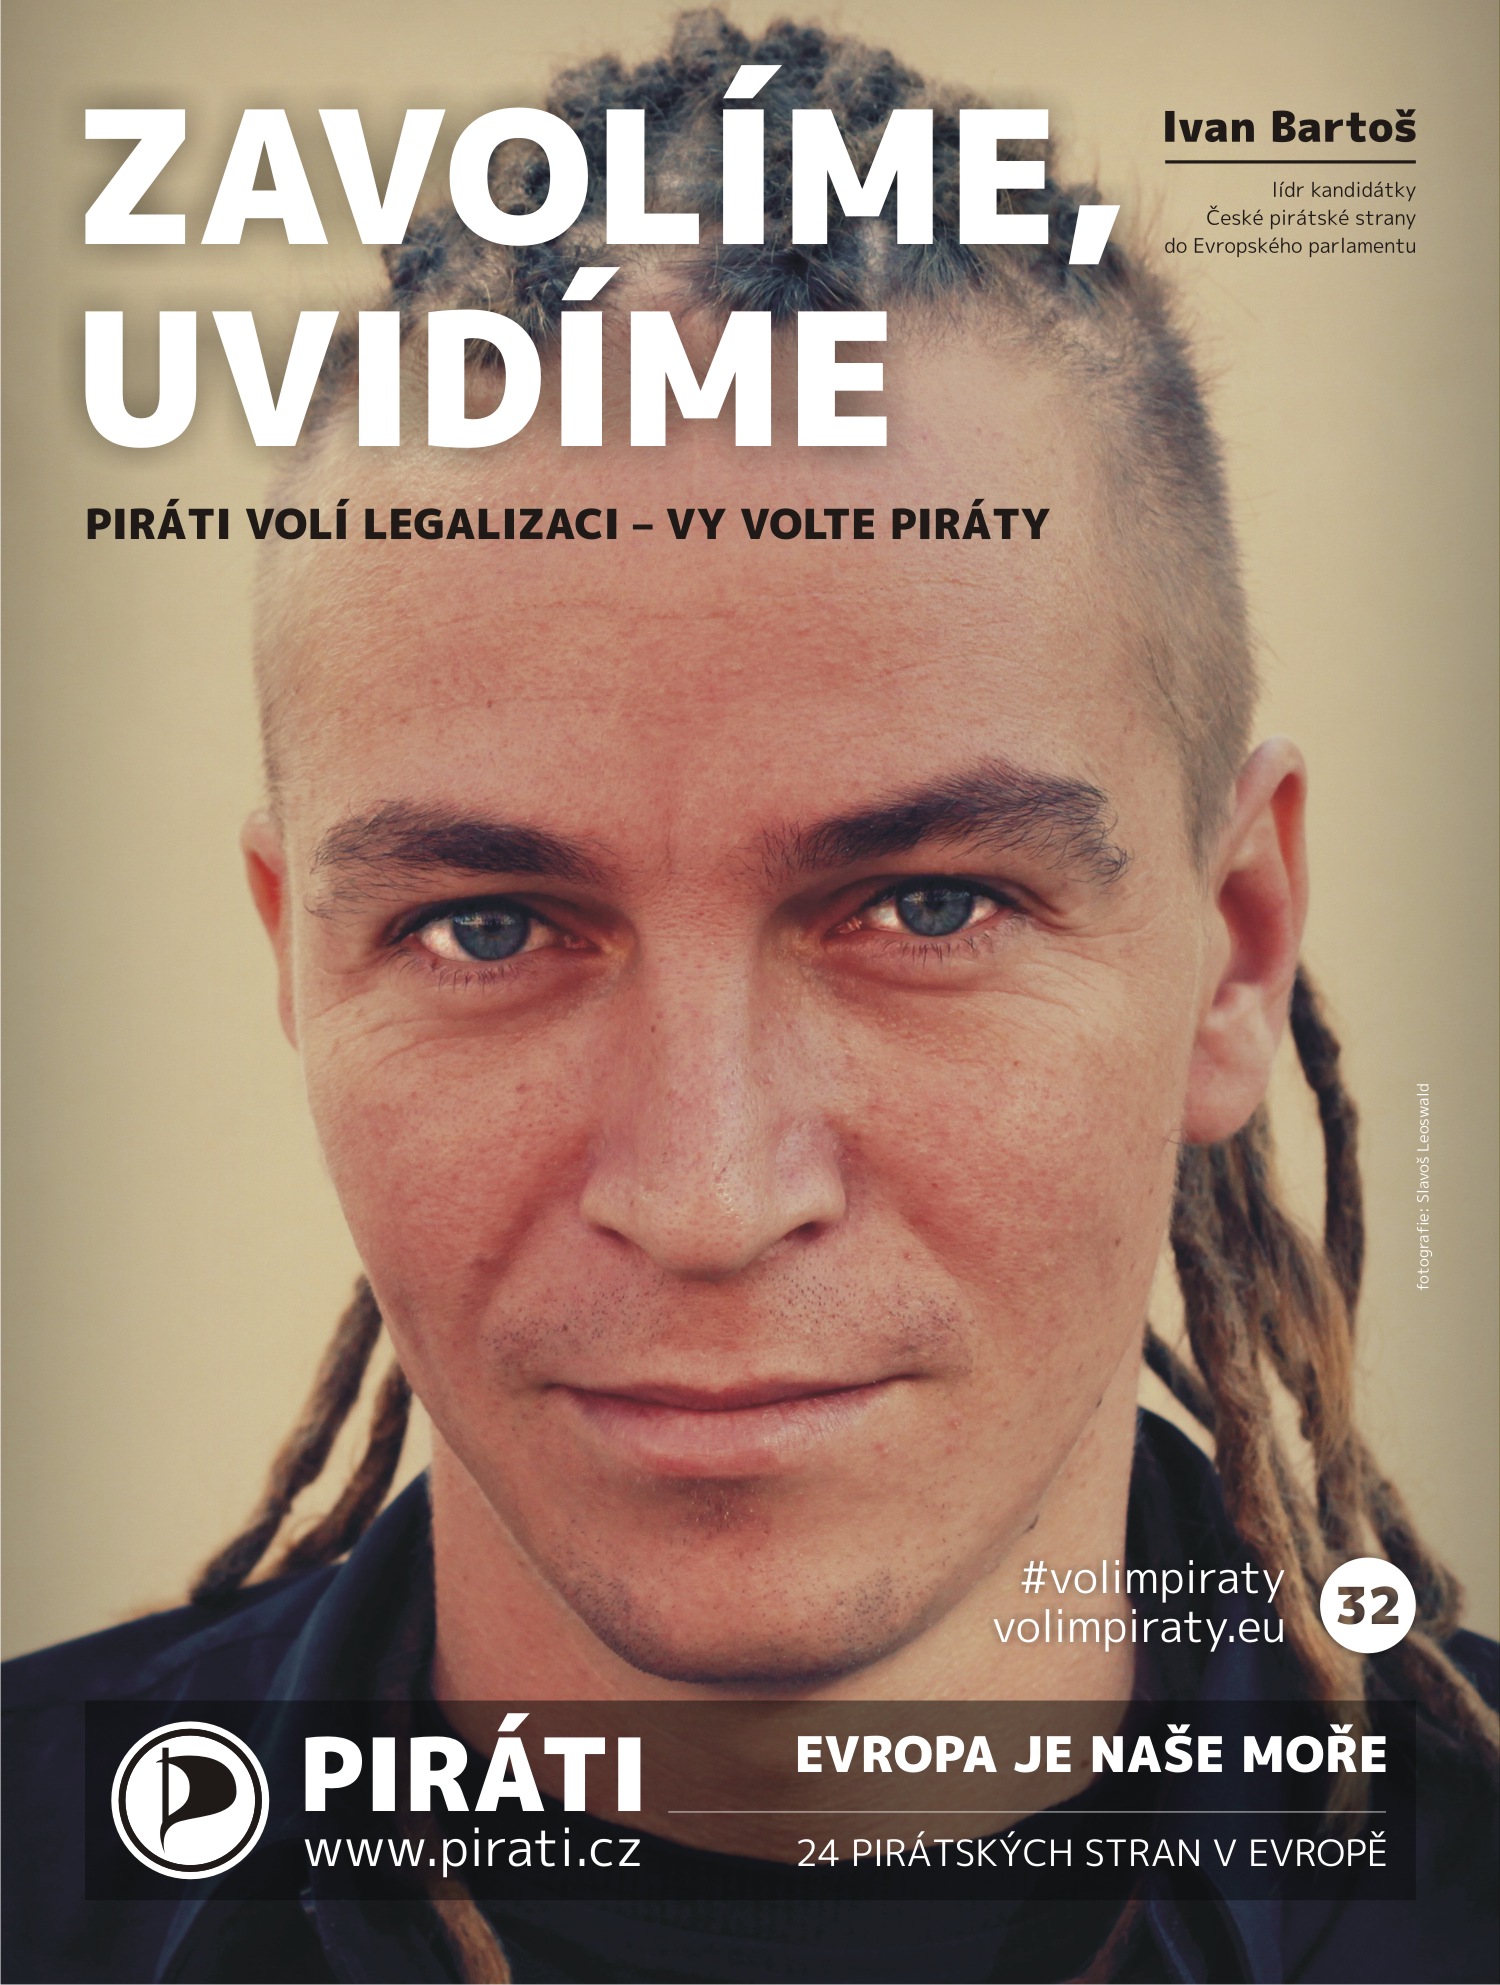 ZAVOLÍME,
UVIDÍME
PIRÁTI VOLÍ LEGALIZACI – VY VOLTE PIRÁTY
Ivan Bartoš
lídr kandidátky
České pirátské strany
do Evropského parlamentu
fotografie: Slavoš Leoswald
#volimpiraty
volimpiraty.eu
32
PIRÁTI
www.pirati.cz
EVROPA JE NAŠE MOŘE
24 PIRÁTSKÝCH STRAN V EVROPĚ